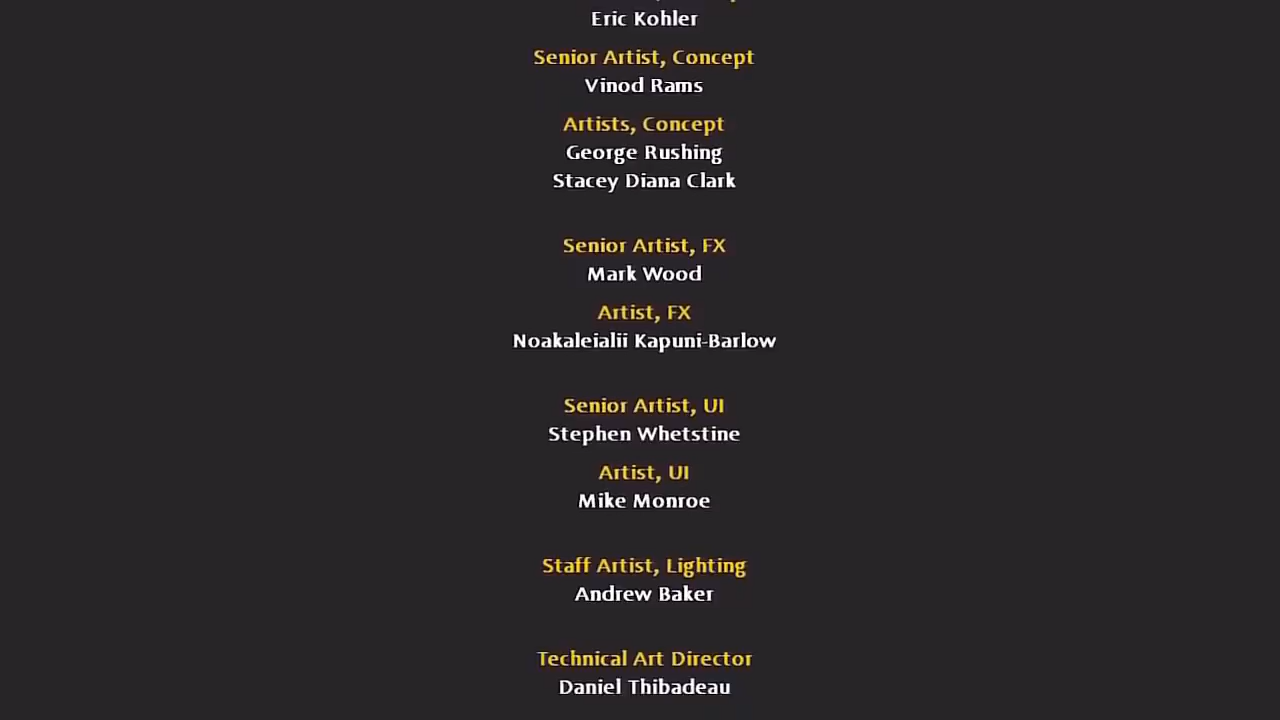 Eric Kohler
Senior Artist, Concept
Vinod Rams
Artists, Concept
George Rushing
Stacey Diana Clark
Senior Artist, FX
Mark Wood
Artist, FX
Noakaleialii Kapuni-Barlow
Senior Artist, UI
Stephen Whetstine
Artist, UI
Mike Monroe
Staff Artist, Lighting
Andrew Baker
Technical Art Director
Daniel Thibadeau